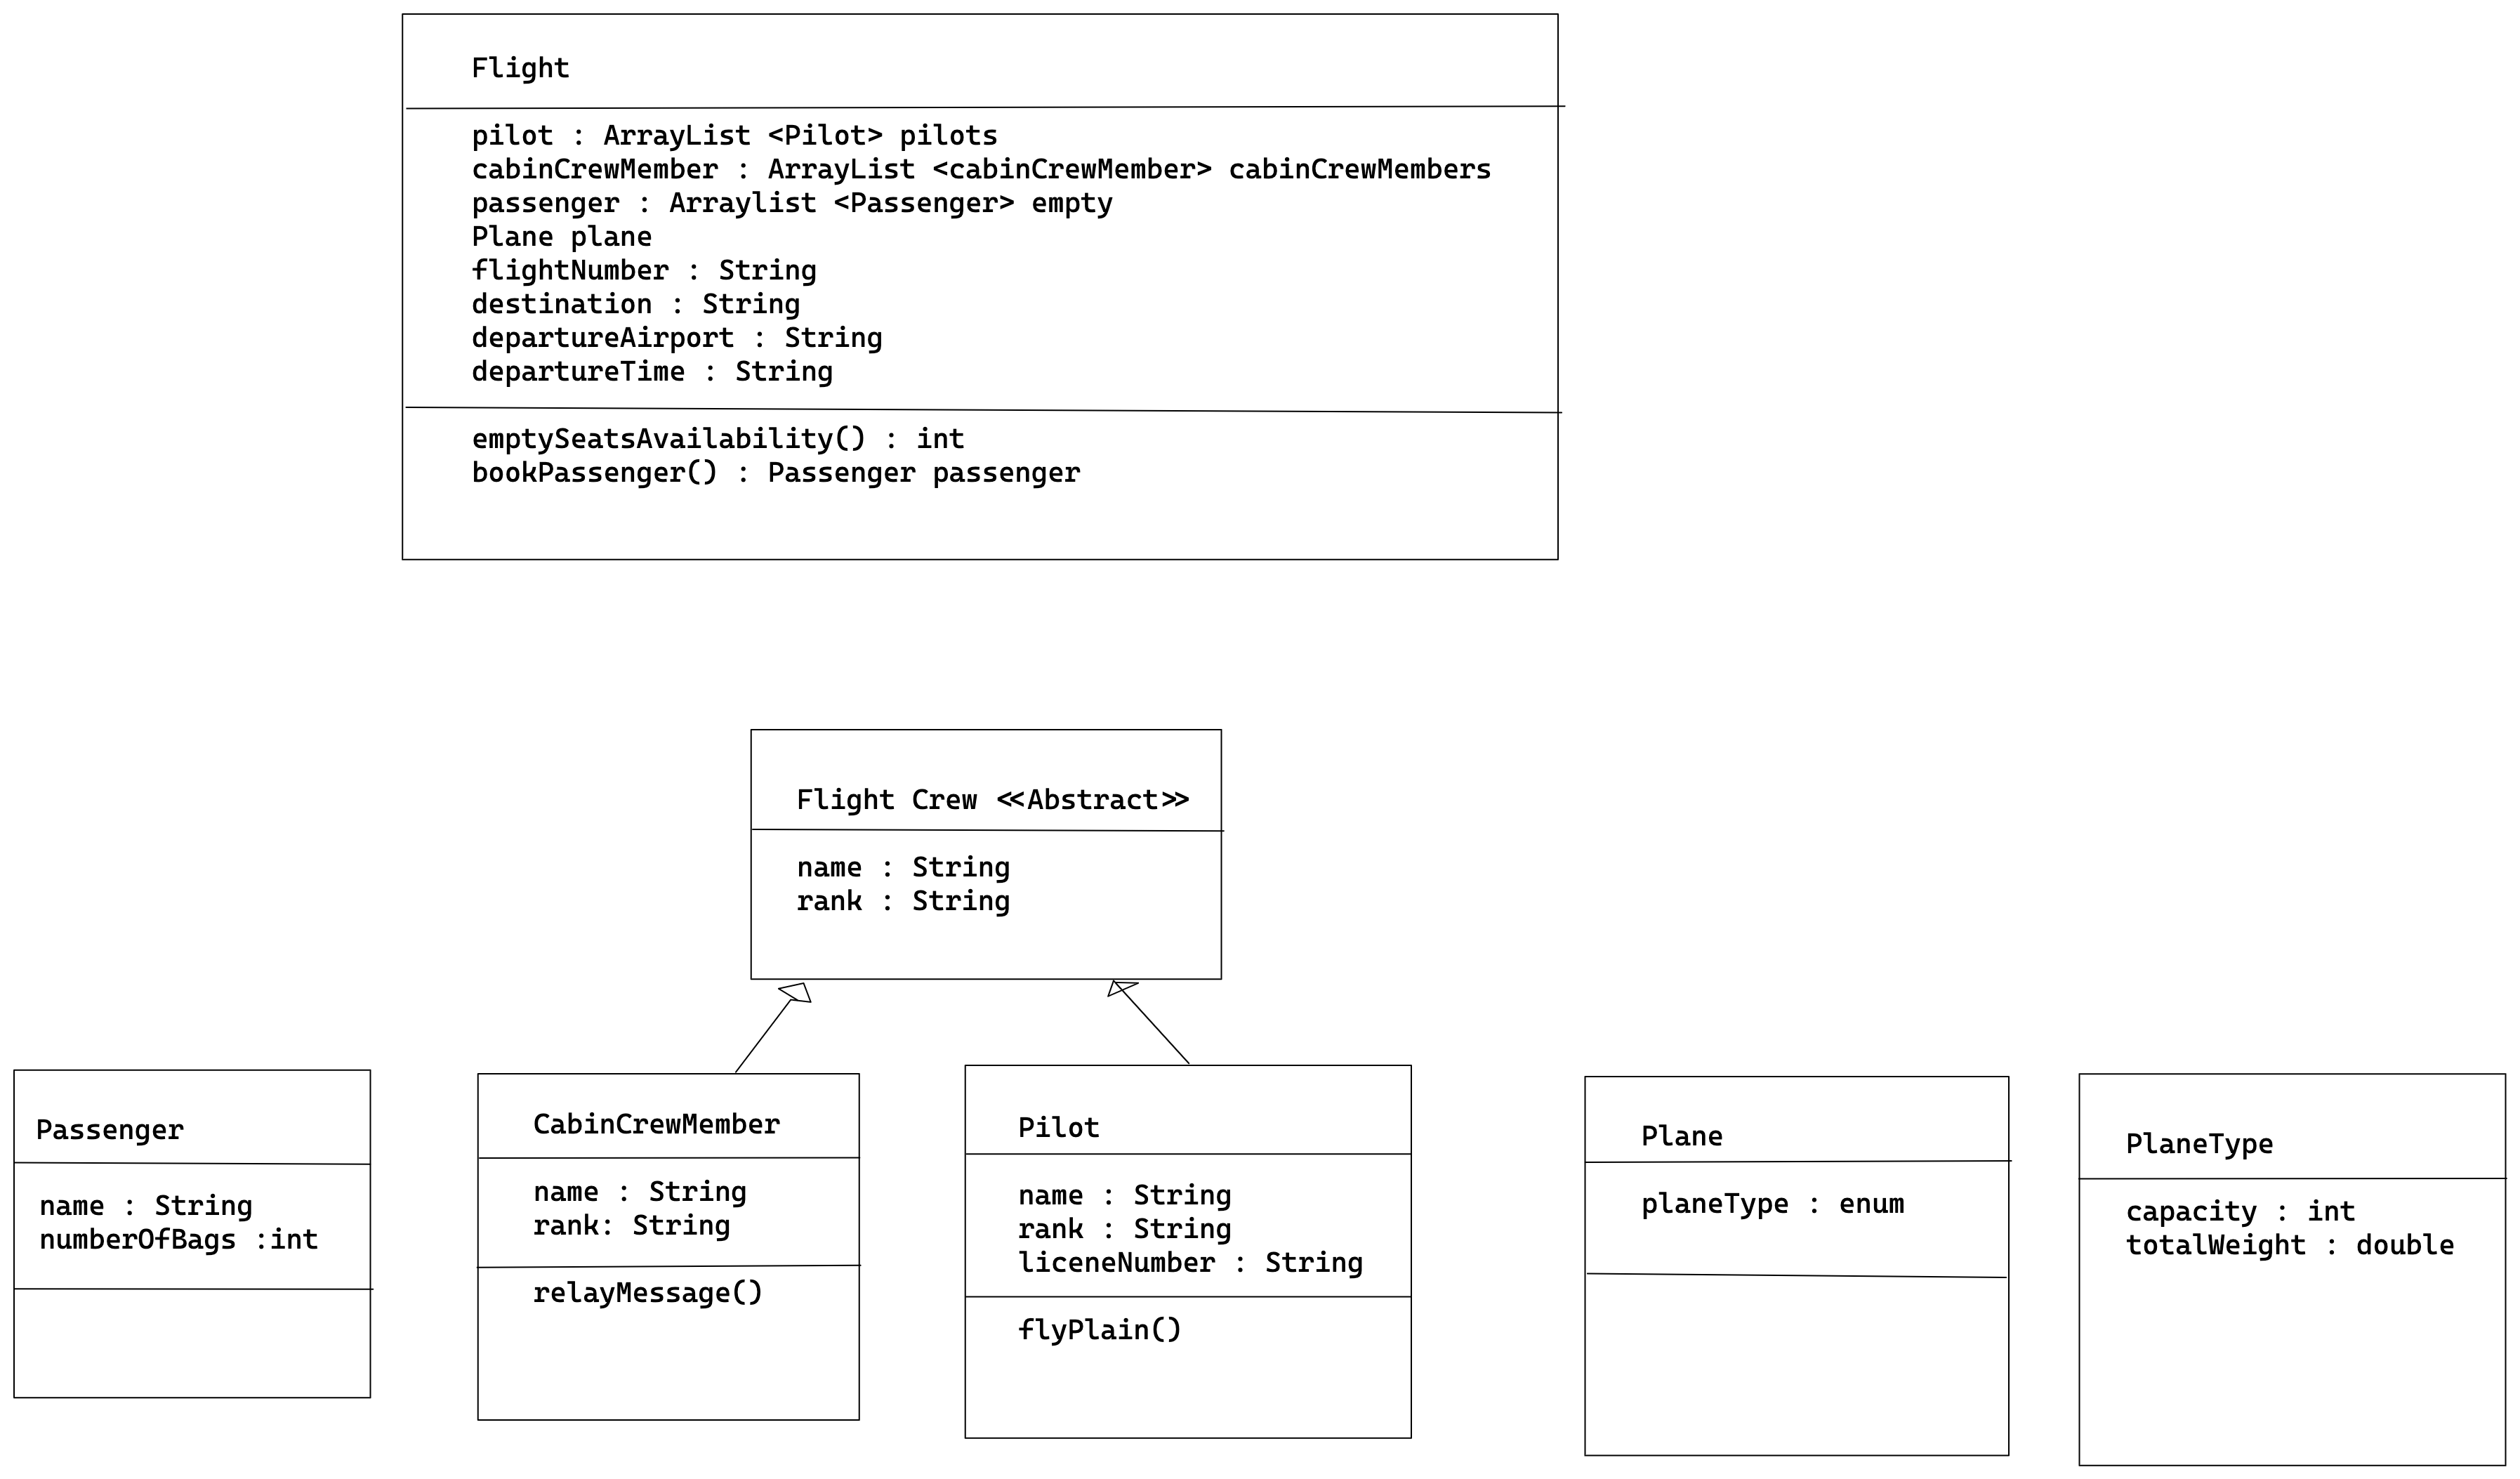 Flight
pilot : ArrayList <Pilot> pilots
cabinCrewMember : ArrayList <cabinCrewMember> cabinCrewMembers
passenger : Arraylist <Passenger> empty
Plane plane
flightNumber : String
destination : String
departureAirport : String
departureTime : String
emptySeatsAvailability() : int
bookPassenger() : Passenger passenger
Flight Crew <<Abstract>>
name : String
rank : String
Passenger
name : String
numberOfBags :int
CabinCrewMember
name : String
rank: String
relayMessage()
Pilot
name : String
rank : String
liceneNumber : String
flyPlain()
Plane
planeType : enum
PlaneType
capacity : int
totalWeight : double